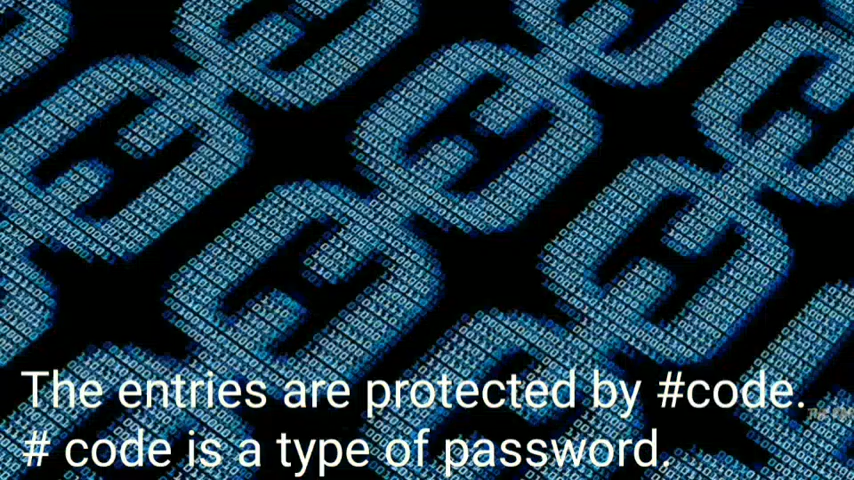 The entries are protected by #code.
# code is a type of password.